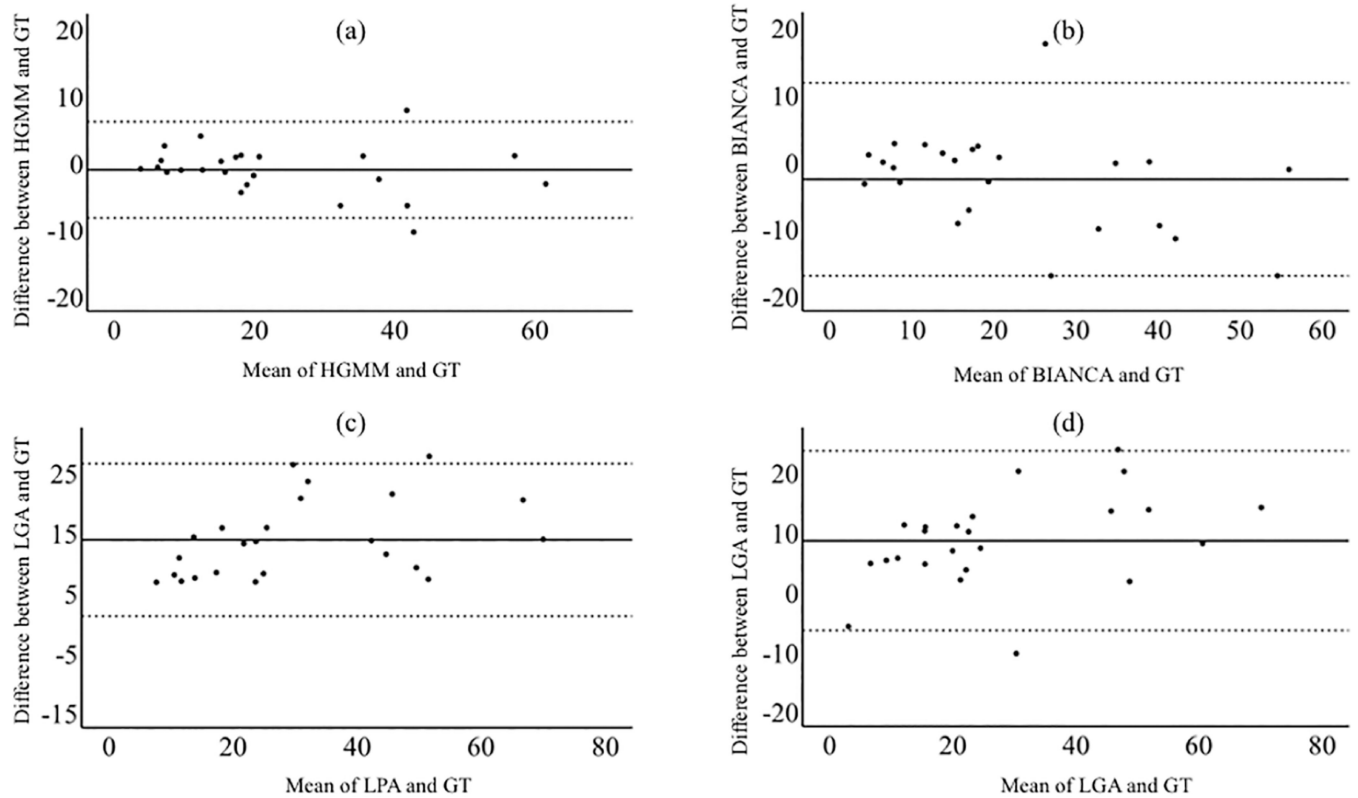 (a)
Difference between HGMM and GT
20
10
0
-10
-20
0 20 40 60
Mean of HGMM and GT
(b)
Difference between BIANCA and GT
20
10
0
-10
-20
0 10 20 30 40 50 60
Mean of BIANCA and GT
(c)
Difference between LGA and GT
25
15
5
-5
-15
0 20 40 60 80
Mean of LPA and GT
(d)
Difference between LGA and GT
20
10
0
-10
-20
0 20 40 60 80
Mean of LGA and GT